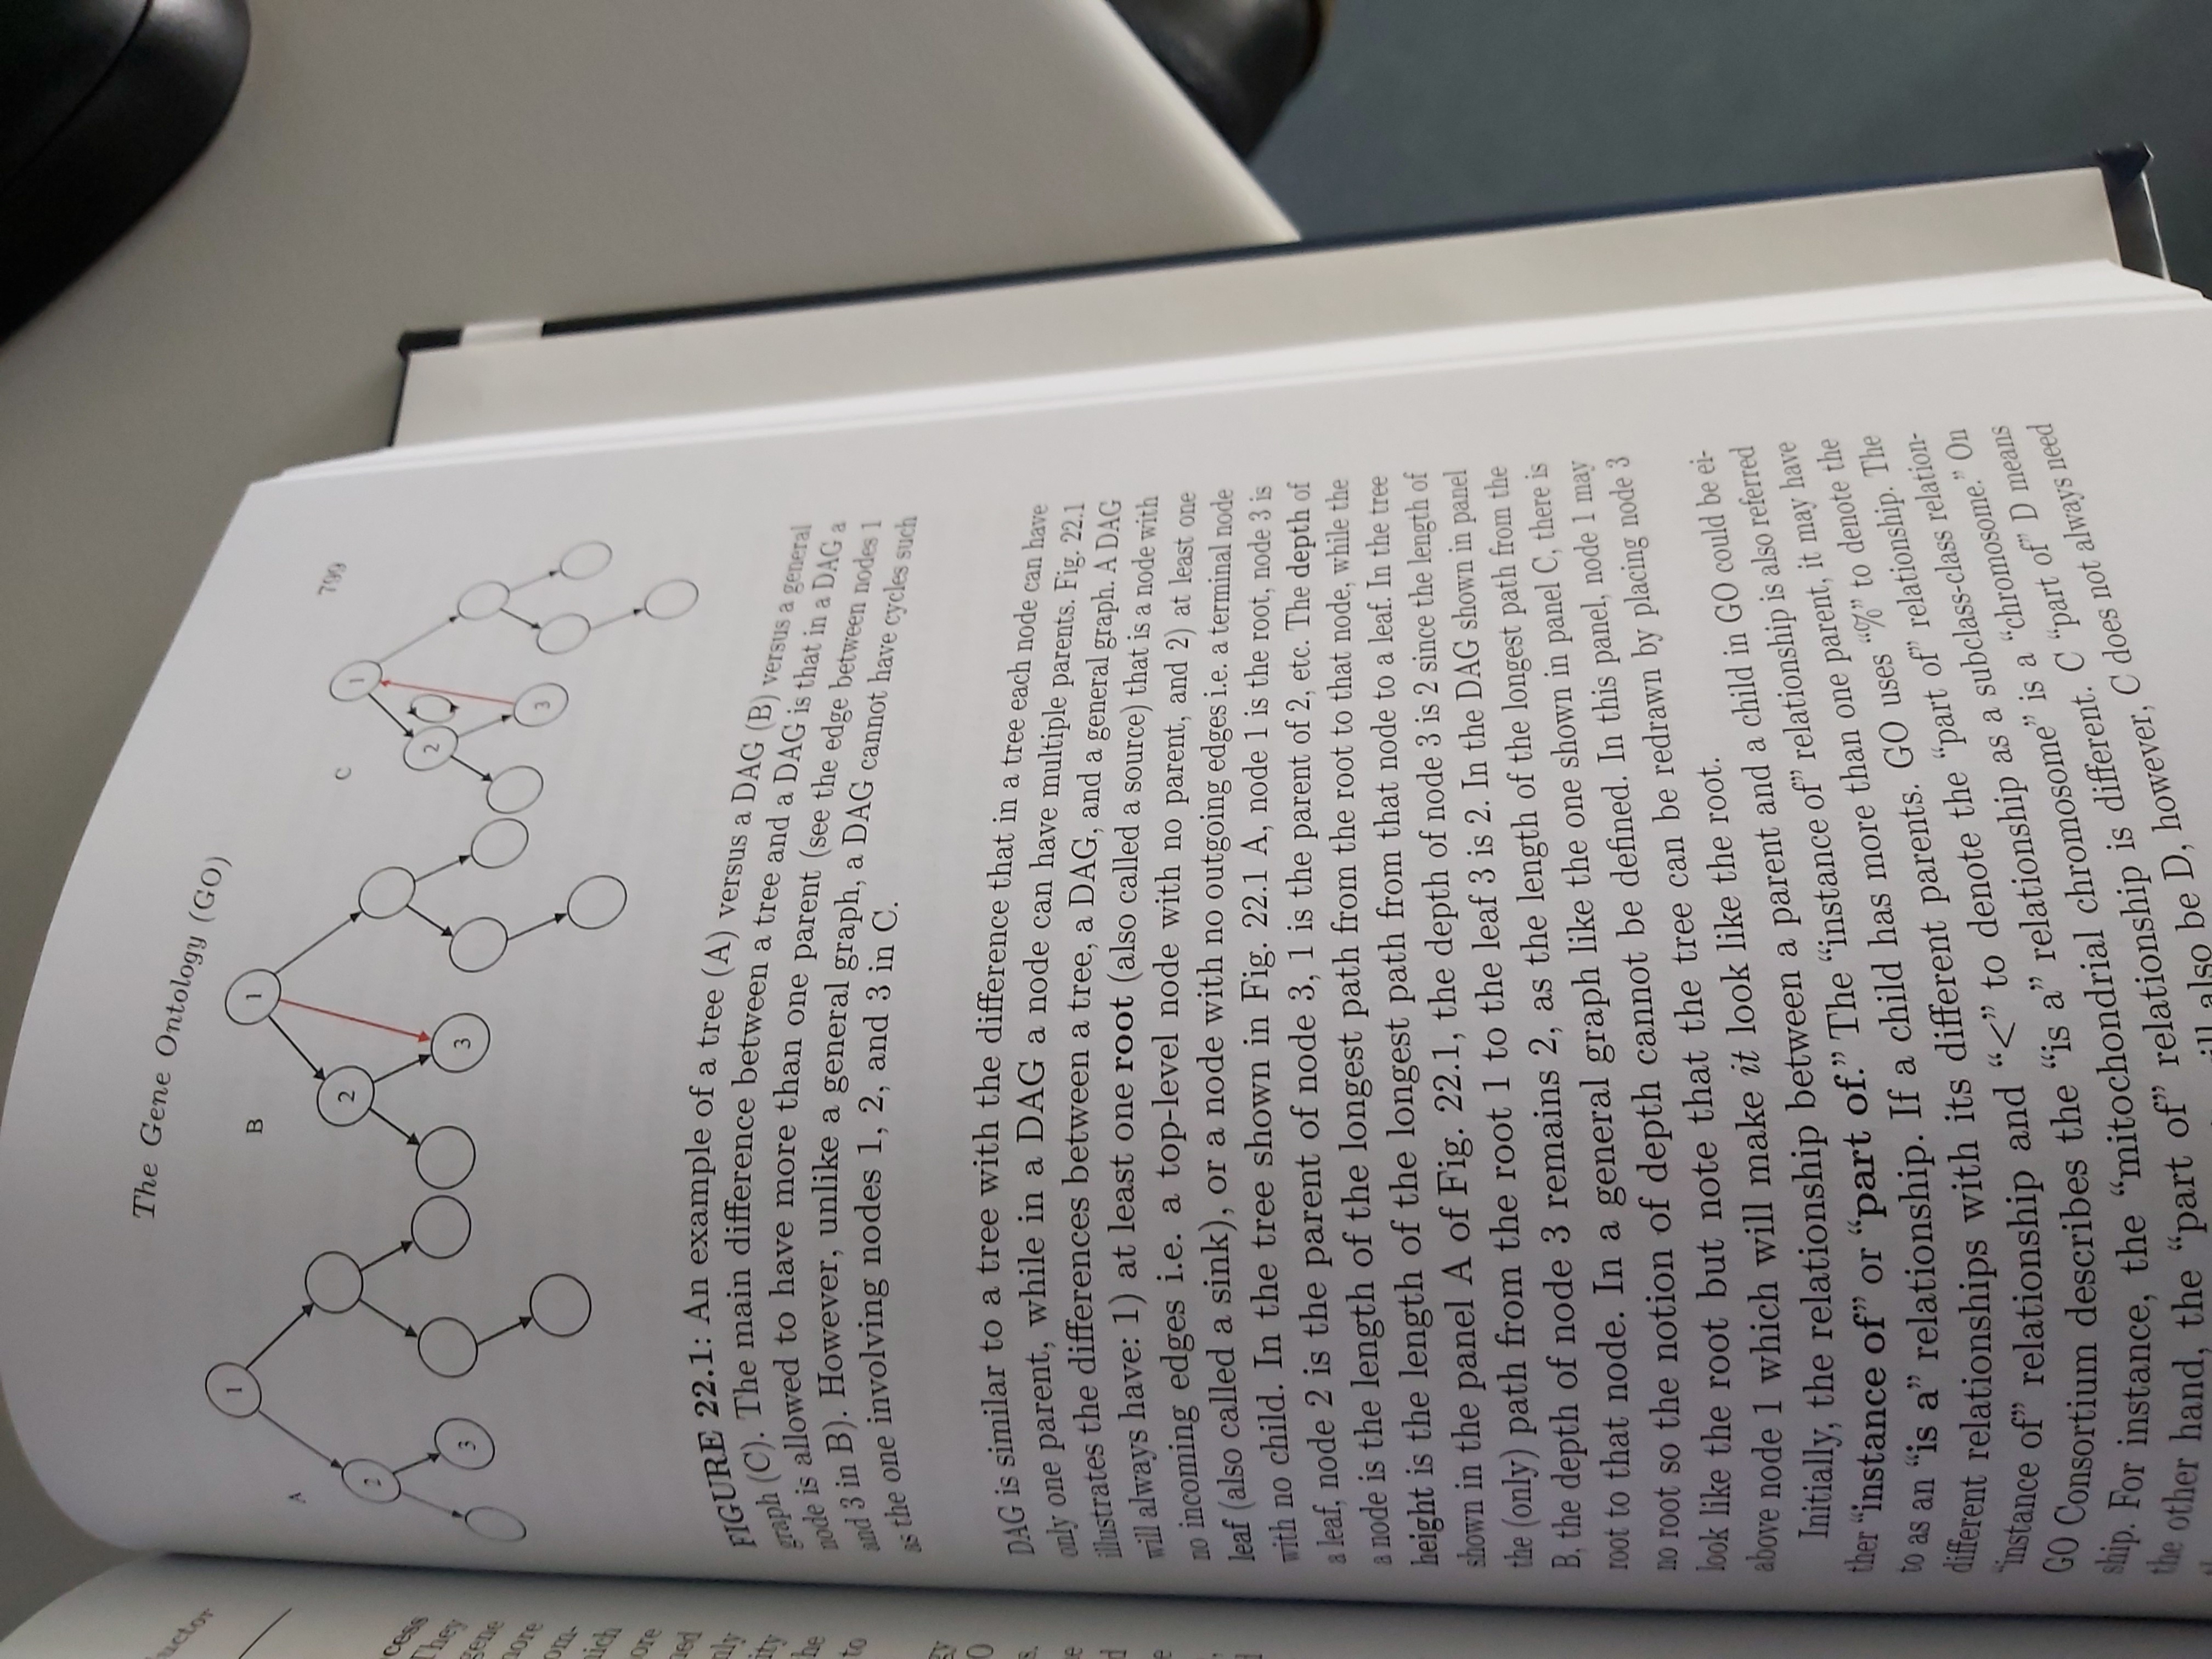 uctor
cess
They
gene
more
om-
hich
ore
ned
nly
ity
he
to
gy
O
s.
e
d
e
The Gene Ontology (GO)
799
A
1
2
3
B
1
2
3
C
1
2
3
FIGURE 22.1: An example of a tree (A) versus a DAG (B) versus a general
graph (C). The main difference between a tree and a DAG is that in a DAG a
node is allowed to have more than one parent (see the edge between nodes 1
and 3 in B). However, unlike a general graph, a DAG cannot have cycles such
as the one involving nodes 1, 2, and 3 in C.
DAG is similar to a tree with the difference that in a tree each node can have
only one parent, while in a DAG a node can have multiple parents. Fig. 22.1
illustrates the differences between a tree, a DAG, and a general graph. A DAG
will always have: 1) at least one root (also called a source) that is a node with
no incoming edges i.e. a top-level node with no parent, and 2) at least one
leaf (also called a sink), or a node with no outgoing edges i.e. a terminal node
with no child. In the tree shown in Fig. 22.1 A, node 1 is the root, node 3 is
a leaf, node 2 is the parent of node 3, 1 is the parent of 2, etc. The depth of
a node is the length of the longest path from the root to that node, while the
height is the length of the longest path from that node to a leaf. In the tree
shown in the panel A of Fig. 22.1, the depth of node 3 is 2 since the length of
the (only) path from the root 1 to the leaf 3 is 2. In the DAG shown in panel
B, the depth of node 3 remains 2, as the length of the longest path from the
root to that node. In a general graph like the one shown in panel C, there is
no root so the notion of depth cannot be defined. In this panel, node 1 may
look like the root but note that the tree can be redrawn by placing node 3
above node 1 which will make it look like the root.
Initially, the relationship between a parent and a child in GO could be ei-
ther “instance of” or “part of.” The “instance of” relationship is also referred
to as an “is a” relationship. If a child has more than one parent, it may have
different relationships with its different parents. GO uses “%” to denote the
“instance of” relationship and “<” to denote the “part of” relationship. The
GO Consortium describes the “is a” relationship as a subclass-class relation-
ship. For instance, the “mitochondrial chromosome” is a “chromosome.” On
the other hand, the “part of” relationship is different. C “part of” D means
also be D, however, C does not always need